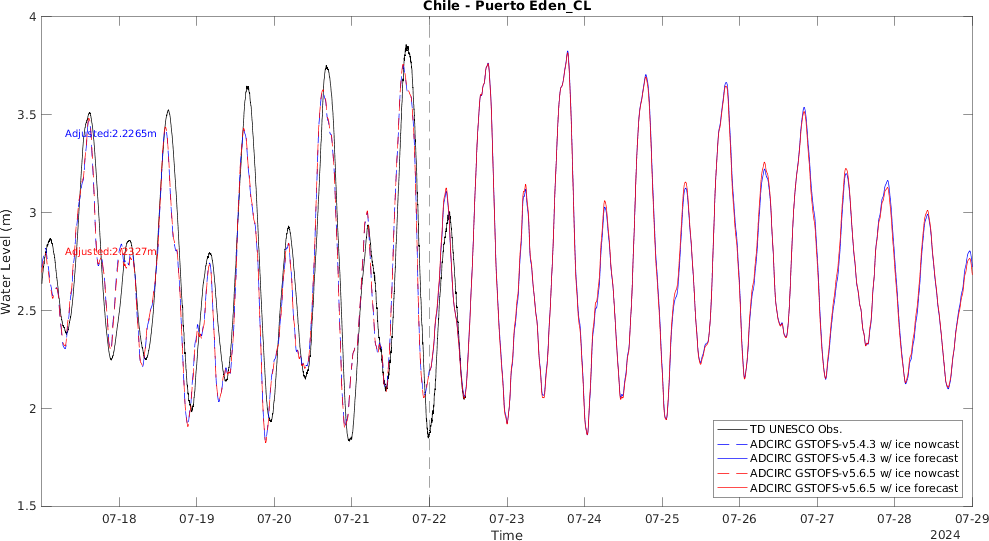 Chile - Puerto Eden_CL
4
3.5
3
2.5
2
1.5
Water Level (m)
Adjusted:2.2265m
Adjusted:2.2327m
TD UNESCO Obs.
ADCIRC GSTOFS-v5.4.3 w/ ice nowcast
ADCIRC GSTOFS-v5.4.3 w/ ice forecast
ADCIRC GSTOFS-v5.6.5 w/ ice nowcast
ADCIRC GSTOFS-v5.6.5 w/ ice forecast
07-18 07-19 07-20 07-21 07-22 07-23 07-24 07-25 07-26 07-27 07-28 07-29
Time
2024